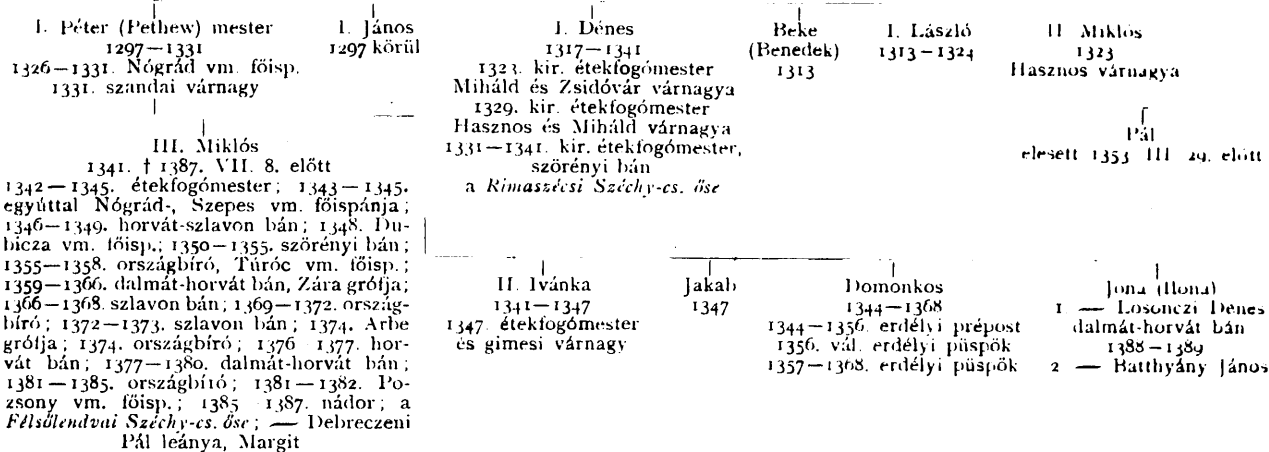 I. Péter (Pethew) mester
1297—1331
1326—1331. Nógrád vm. főisp.
1331. szandai várnagy
I. János
1297 körül
I. Dénes
1317—1341
1323. kir. étekfogómester
Miháld és Zsidóvár várnagya
1329. kir. étekfogómester
Hasznos és Miháld várnagya
1331—1341. kir. étekfogómester,
szörényi bán
a Rimaszécsi Széchy-cs. őse
Beke
(Benedek)
1313
I. László
1313—1324
II. Miklós
1323
Hasznos várnagya
Pál
elesett 1353 III 29. előtt
III. Miklós
1341. † 1387. VII. 8. előtt
1342—1345. étekfogómester; 1343—1345.
egyúttal Nógrád-, Szepes vm. főispánja;
1346—1349. horvát-szlavon bán; 1348. Du-
bicza vm. főisp.; 1350—1355. szörényi bán;
1355—1358. országbíró, Túróc vm. főisp.;
1359—1366. dalmát-horvát bán, Zára grófja;
1366—1368. szlavon bán; 1369—1372. ország-
bíró; 1372—1373. szlavon bán; 1374. Arbe
grófja; 1374. országbíró; 1376 1377. hor-
vát bán; 1377—1380. dalmát-horvát bán;
1381—1385. országbíró; 1381—1382. Po-
zsony vm. főisp.; 1385 1387. nádor; a
Felsőlendvai Széchy-cs. őse; — Debreczeni
Pál leánya, Margit
II. Ivánka
1341—1347
1347. étekfogómester
és gimesi várnagy
Jakab
1347
Domonkos
1344—1368
1344—1356. erdélyi prépost
1356. vál. erdélyi püspök
1357—1368. erdélyi püspök
Jona (Ilona)
1. — Losonczi Dénes
dalmát-horvát bán
1388—1389
2 — Batthyány János